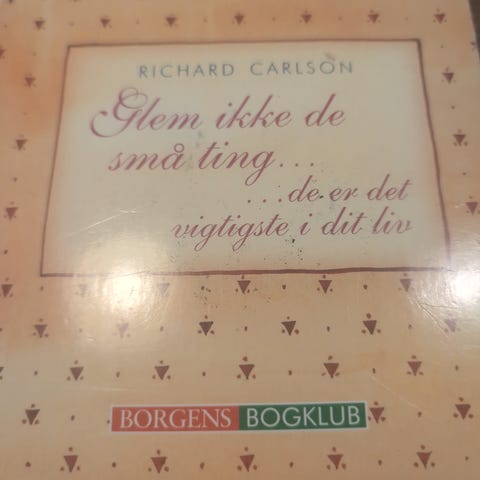 RICHARD CARLSON
Glem ikke de
små ting...
...de er det
vigtigste i dit liv
BORGENS BOGKLUB